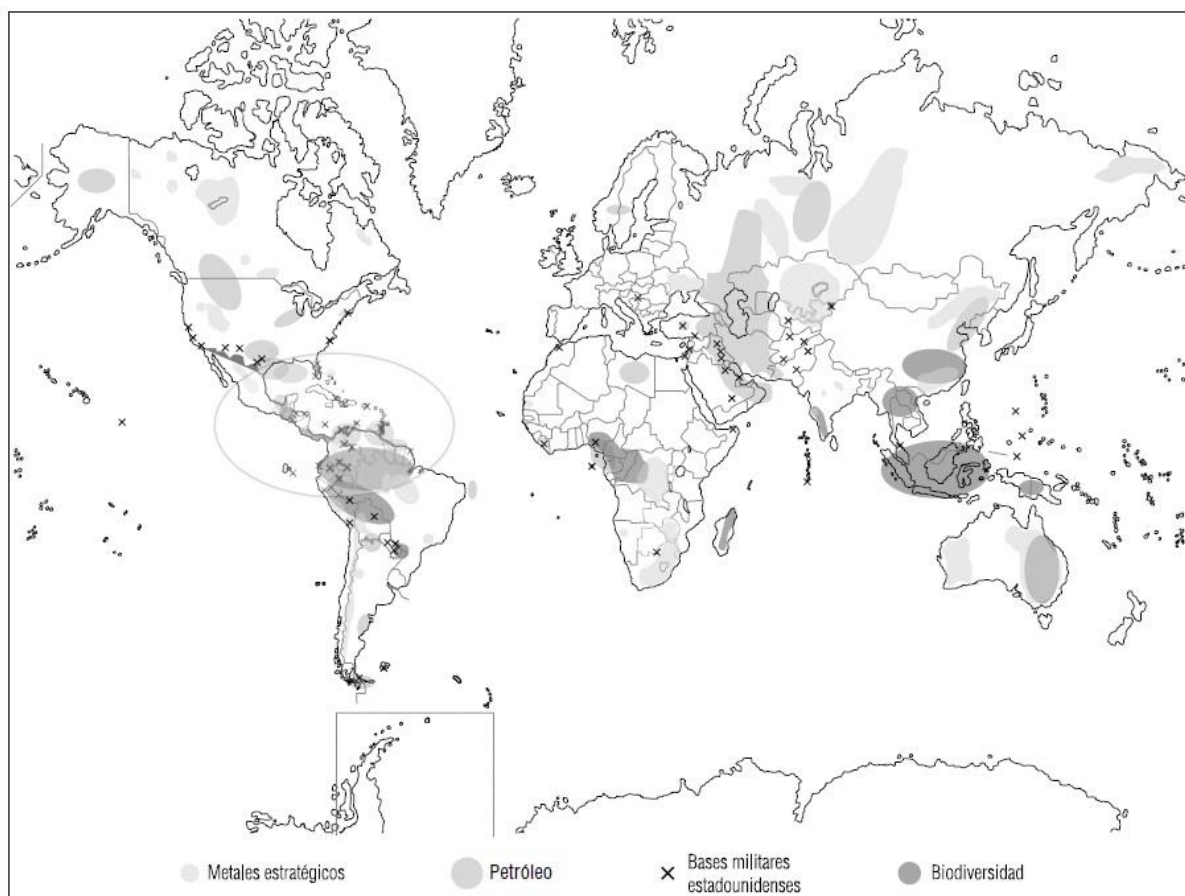 Metales estratégicos
Petróleo
Bases militares
estadounidenses
Biodiversidad